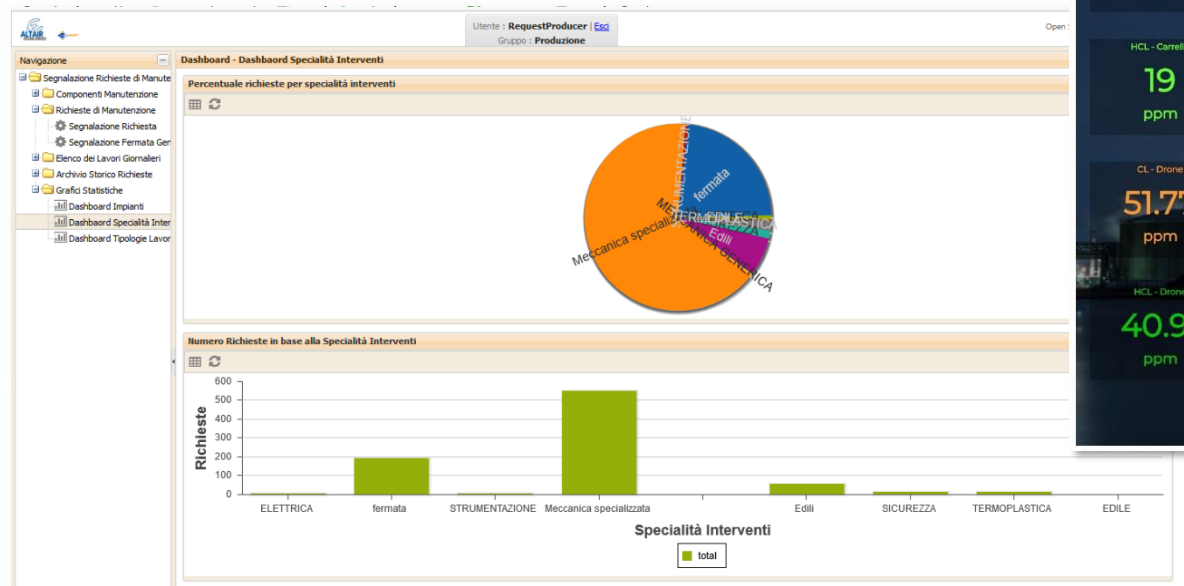 ALTAIR
Utente : RequestProducer | Esci
Gruppo : Produzione
Open
Navigazione
Segnalazione Richieste di Manute
Componenti Manutenzione
Richieste di Manutenzione
Segnalazione Richiesta
Segnalazione Fermata Ger
Elenco dei Lavori Giornalieri
Archivio Storico Richieste
Grafici Statistiche
Dashboard Impianti
Dashbaord Specialità Inter
Dashboard Tipologie Lavor
Dashboard - Dashbaord Specialità Interventi
Percentuale richieste per specialità interventi
STRUMENTAZIONE
fermata
TERMOPLASTICA
EDILE
Edili
MECCANICA GENERICA
Meccanica specializzata
Numero Richieste in base alla Specialità Interventi
600
500
400
300
200
100
0
Richieste
ELETTRICA fermata STRUMENTAZIONE Meccanica specializzata Edili SICUREZZA TERMOPLASTICA EDILE
Specialità Interventi
total
HCL - Carrell
19
ppm
CL - Drone
51.77
ppm
HCL - Drone
40.9
ppm